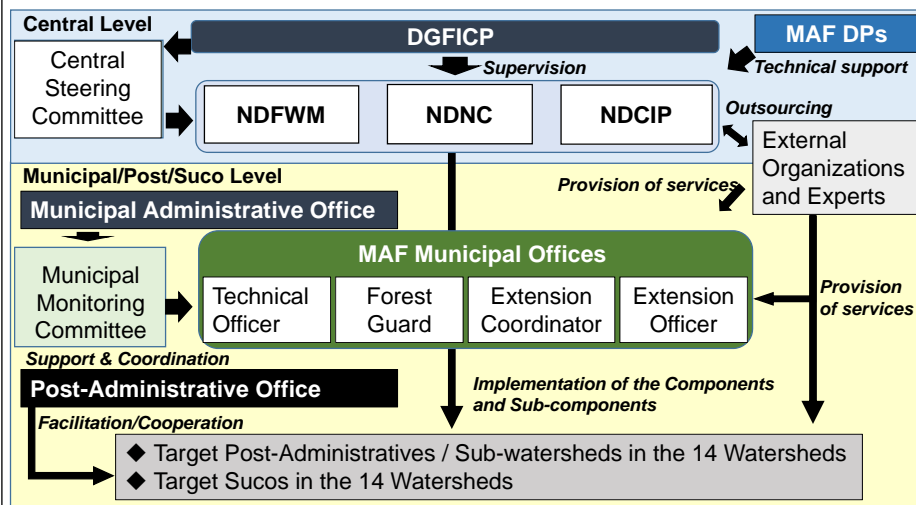 Central Level
DGFICP
MAF DPs
Central
Steering
Committee
Supervision
Technical support
NDFWM
NDNC
NDCIP
Outsourcing
External
Organizations
and Experts
Municipal/Post/Suco Level
Provision of services
Municipal Administrative Office
MAF Municipal Offices
Municipal
Monitoring
Committee
Technical
Officer
Forest
Guard
Extension
Coordinator
Extension
Officer
Provision
of services
Support & Coordination
Post-Administrative Office
Implementation of the Components
and Sub-components
Facilitation/Cooperation
◆ Target Post-Administratives / Sub-watersheds in the 14 Watersheds
◆ Target Sucos in the 14 Watersheds